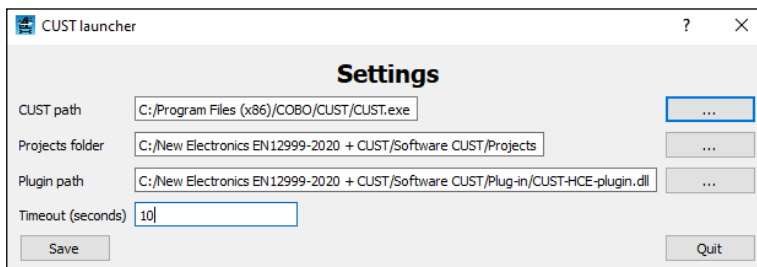 CUST launcher ?
Settings
CUST path C:/Program Files (x86)/COBO/CUST/CUST.exe ...
Projects folder C:/New Electronics EN12999-2020 + CUST/Software CUST/Projects ...
Plugin path C:/New Electronics EN12999-2020 + CUST/Software CUST/Plug-in/CUST-HCE-plugin.dll ...
Timeout (seconds) 10
Save Quit